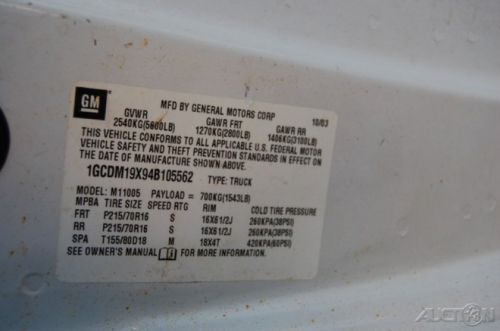 GM
MFD BY GENERAL MOTORS CORP 10/03
GVWR GAWR FRT GAWR RR
2540KG(5600LB) 1270KG(2800LB) 1406KG(3100LB)
THIS VEHICLE CONFORMS TO ALL APPLICABLE U.S. FEDERAL MOTOR
VEHICLE SAFETY AND THEFT PREVENTION STANDARDS IN EFFECT ON
THE DATE OF MANUFACTURE SHOWN ABOVE.
1GCDM19X94B105562 TYPE: TRUCK
MODEL: M11005 PAYLOAD = 700KG(1543LB)
MPBA TIRE SIZE SPEED RTG RIM COLD TIRE PRESSURE
FRT P215/70R16 S 16X61/2J 260KPA(38PSI)
RR P215/70R16 S 16X61/2J 260KPA(38PSI)
SPA T155/80D18 M 18X4T 420KPA(60PSI)
SEE OWNER'S MANUAL FOR MORE INFORMATION.
AUCTION